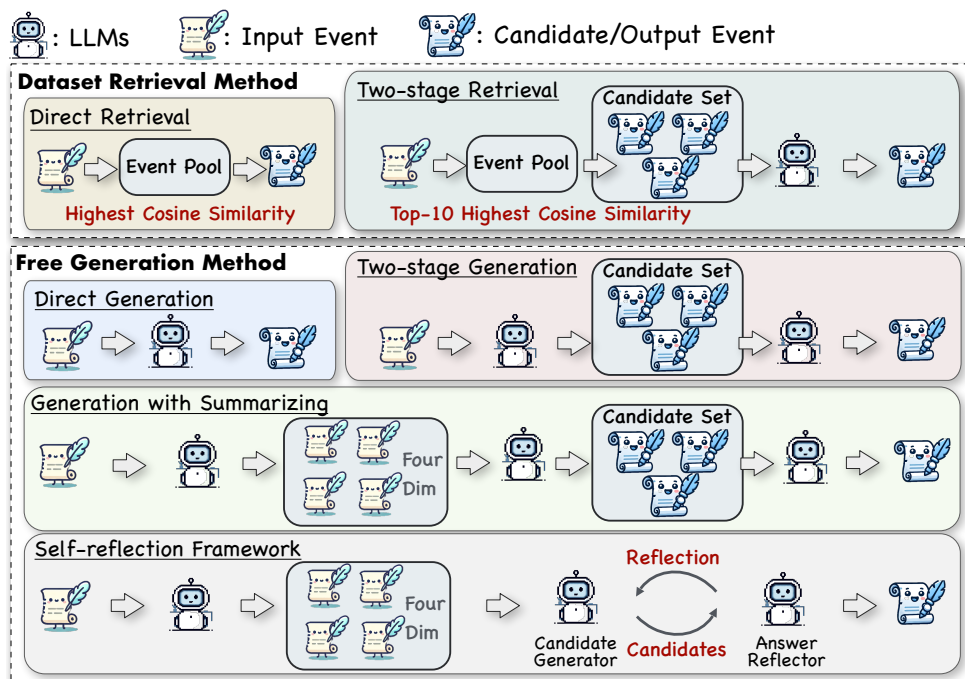 : LLMs
: Input Event
: Candidate/Output Event
Dataset Retrieval Method
Direct Retrieval
Event Pool
Highest Cosine Similarity
Two-stage Retrieval
Event Pool
Candidate Set
Top-10 Highest Cosine Similarity
Free Generation Method
Direct Generation
Two-stage Generation
Candidate Set
Generation with Summarizing
Four
Dim
Candidate Set
Self-reflection Framework
Four
Dim
Reflection
Candidate
Generator
Candidates
Answer
Reflector